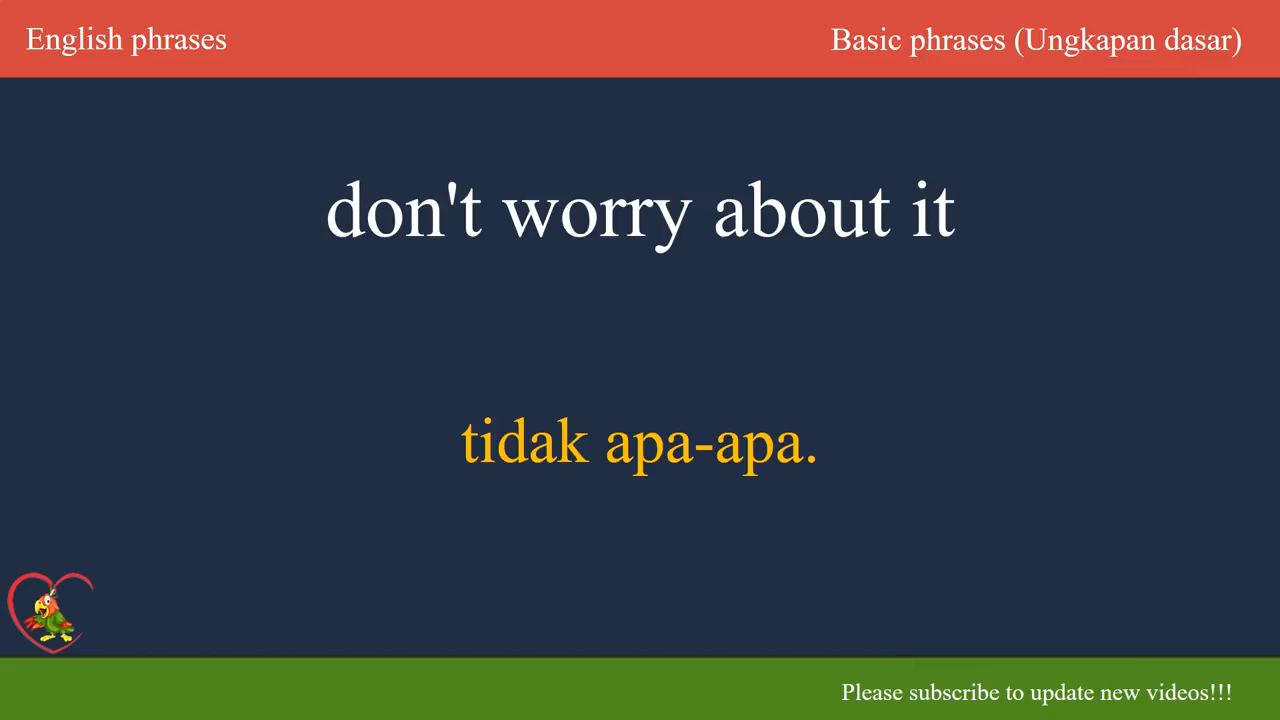 English phrases
Basic phrases (Ungkapan dasar)
don't worry about it
tidak apa-apa.
Please subscribe to update new videos!!!